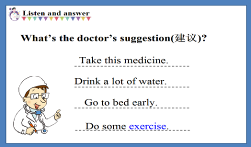 Listen and answer
What's the doctor's suggestion(建议)?
Take this medicine.
Drink a lot of water.
Go to bed early.
Do some exercise.